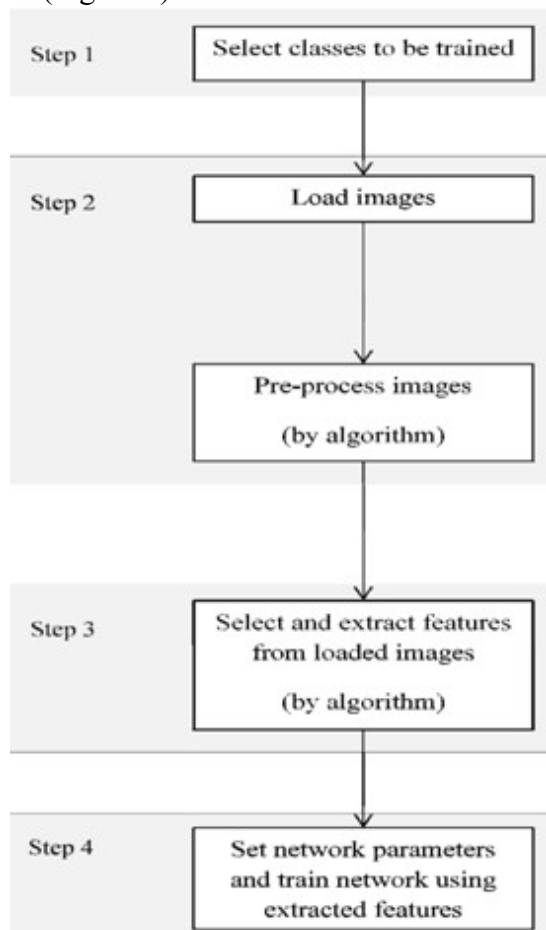 Step 1
Select classes to be trained
Step 2
Load images
Pre-process images
(by algorithm)
Step 3
Select and extract features
from loaded images
(by algorithm)
Step 4
Set network parameters
and train network using
extracted features